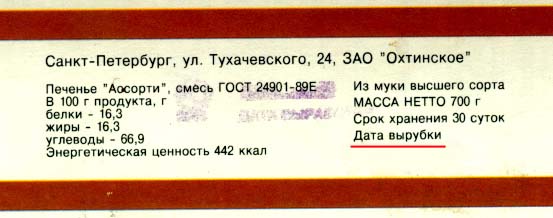 Санкт-Петербург, ул. Тухачевского, 24, ЗАО "Охтинское"
Печенье "Аосорти", смесь ГОСТ 24901-89Е
В 100 г продукта, г
белки - 16,3
жиры - 16,3
углеводы - 66,9
Энергетическая ценность 442 ккал
Из муки высшего сорта
МАССА НЕТТО 700 г
Срок хранения 30 суток
Дата вырубки